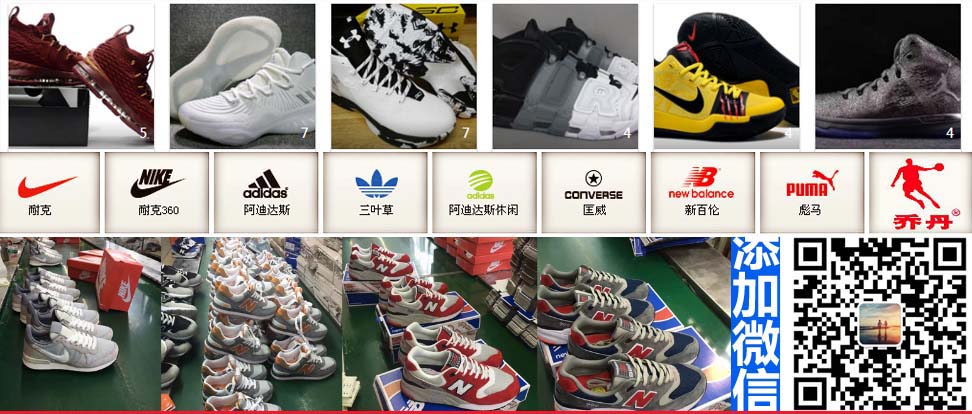 5
7
7
4
4
4
NIKE
adidas
adidas
CONVERSE
new balance
PUMA
耐克
耐克360
阿迪达斯
三叶草
阿迪达斯休闲
匡威
新百伦
彪马
乔丹®
添加微信